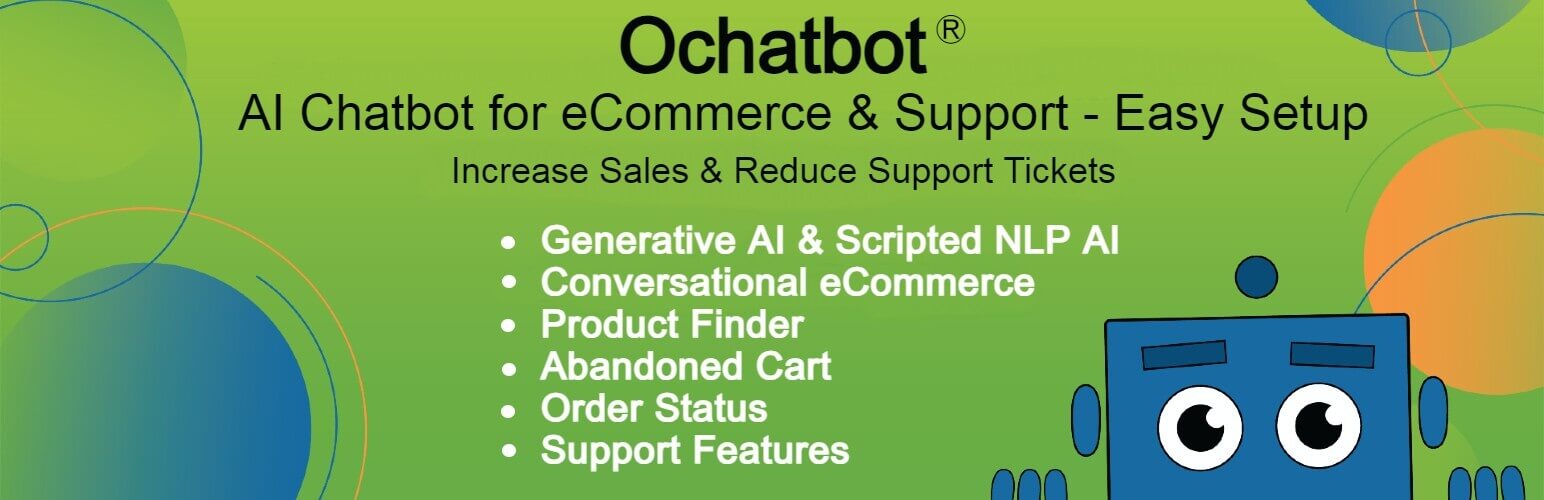 Ochatbot®
AI Chatbot for eCommerce & Support - Easy Setup
Increase Sales & Reduce Support Tickets
• Generative AI & Scripted NLP AI
• Conversational eCommerce
• Product Finder
• Abandoned Cart
• Order Status
• Support Features